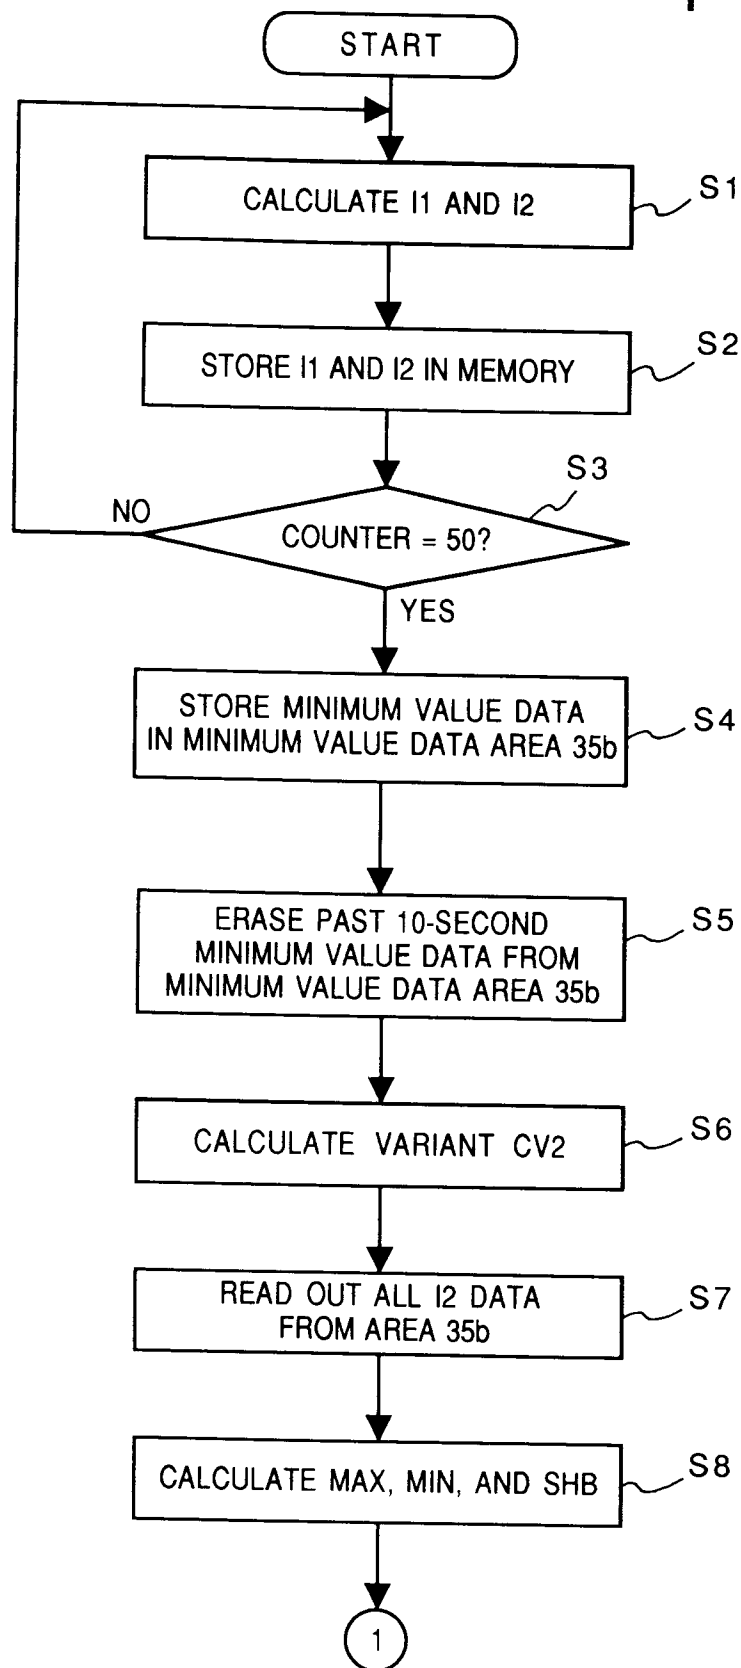 START
CALCULATE I1 AND I2
S1
STORE I1 AND I2 IN MEMORY
S2
S3
COUNTER = 50?
NO
YES
STORE MINIMUM VALUE DATA
IN MINIMUM VALUE DATA AREA 35b
S4
ERASE PAST 10-SECOND
MINIMUM VALUE DATA FROM
MINIMUM VALUE DATA AREA 35b
S5
CALCULATE VARIANT CV2
S6
READ OUT ALL I2 DATA
FROM AREA 35b
S7
CALCULATE MAX, MIN, AND SHB
S8
1